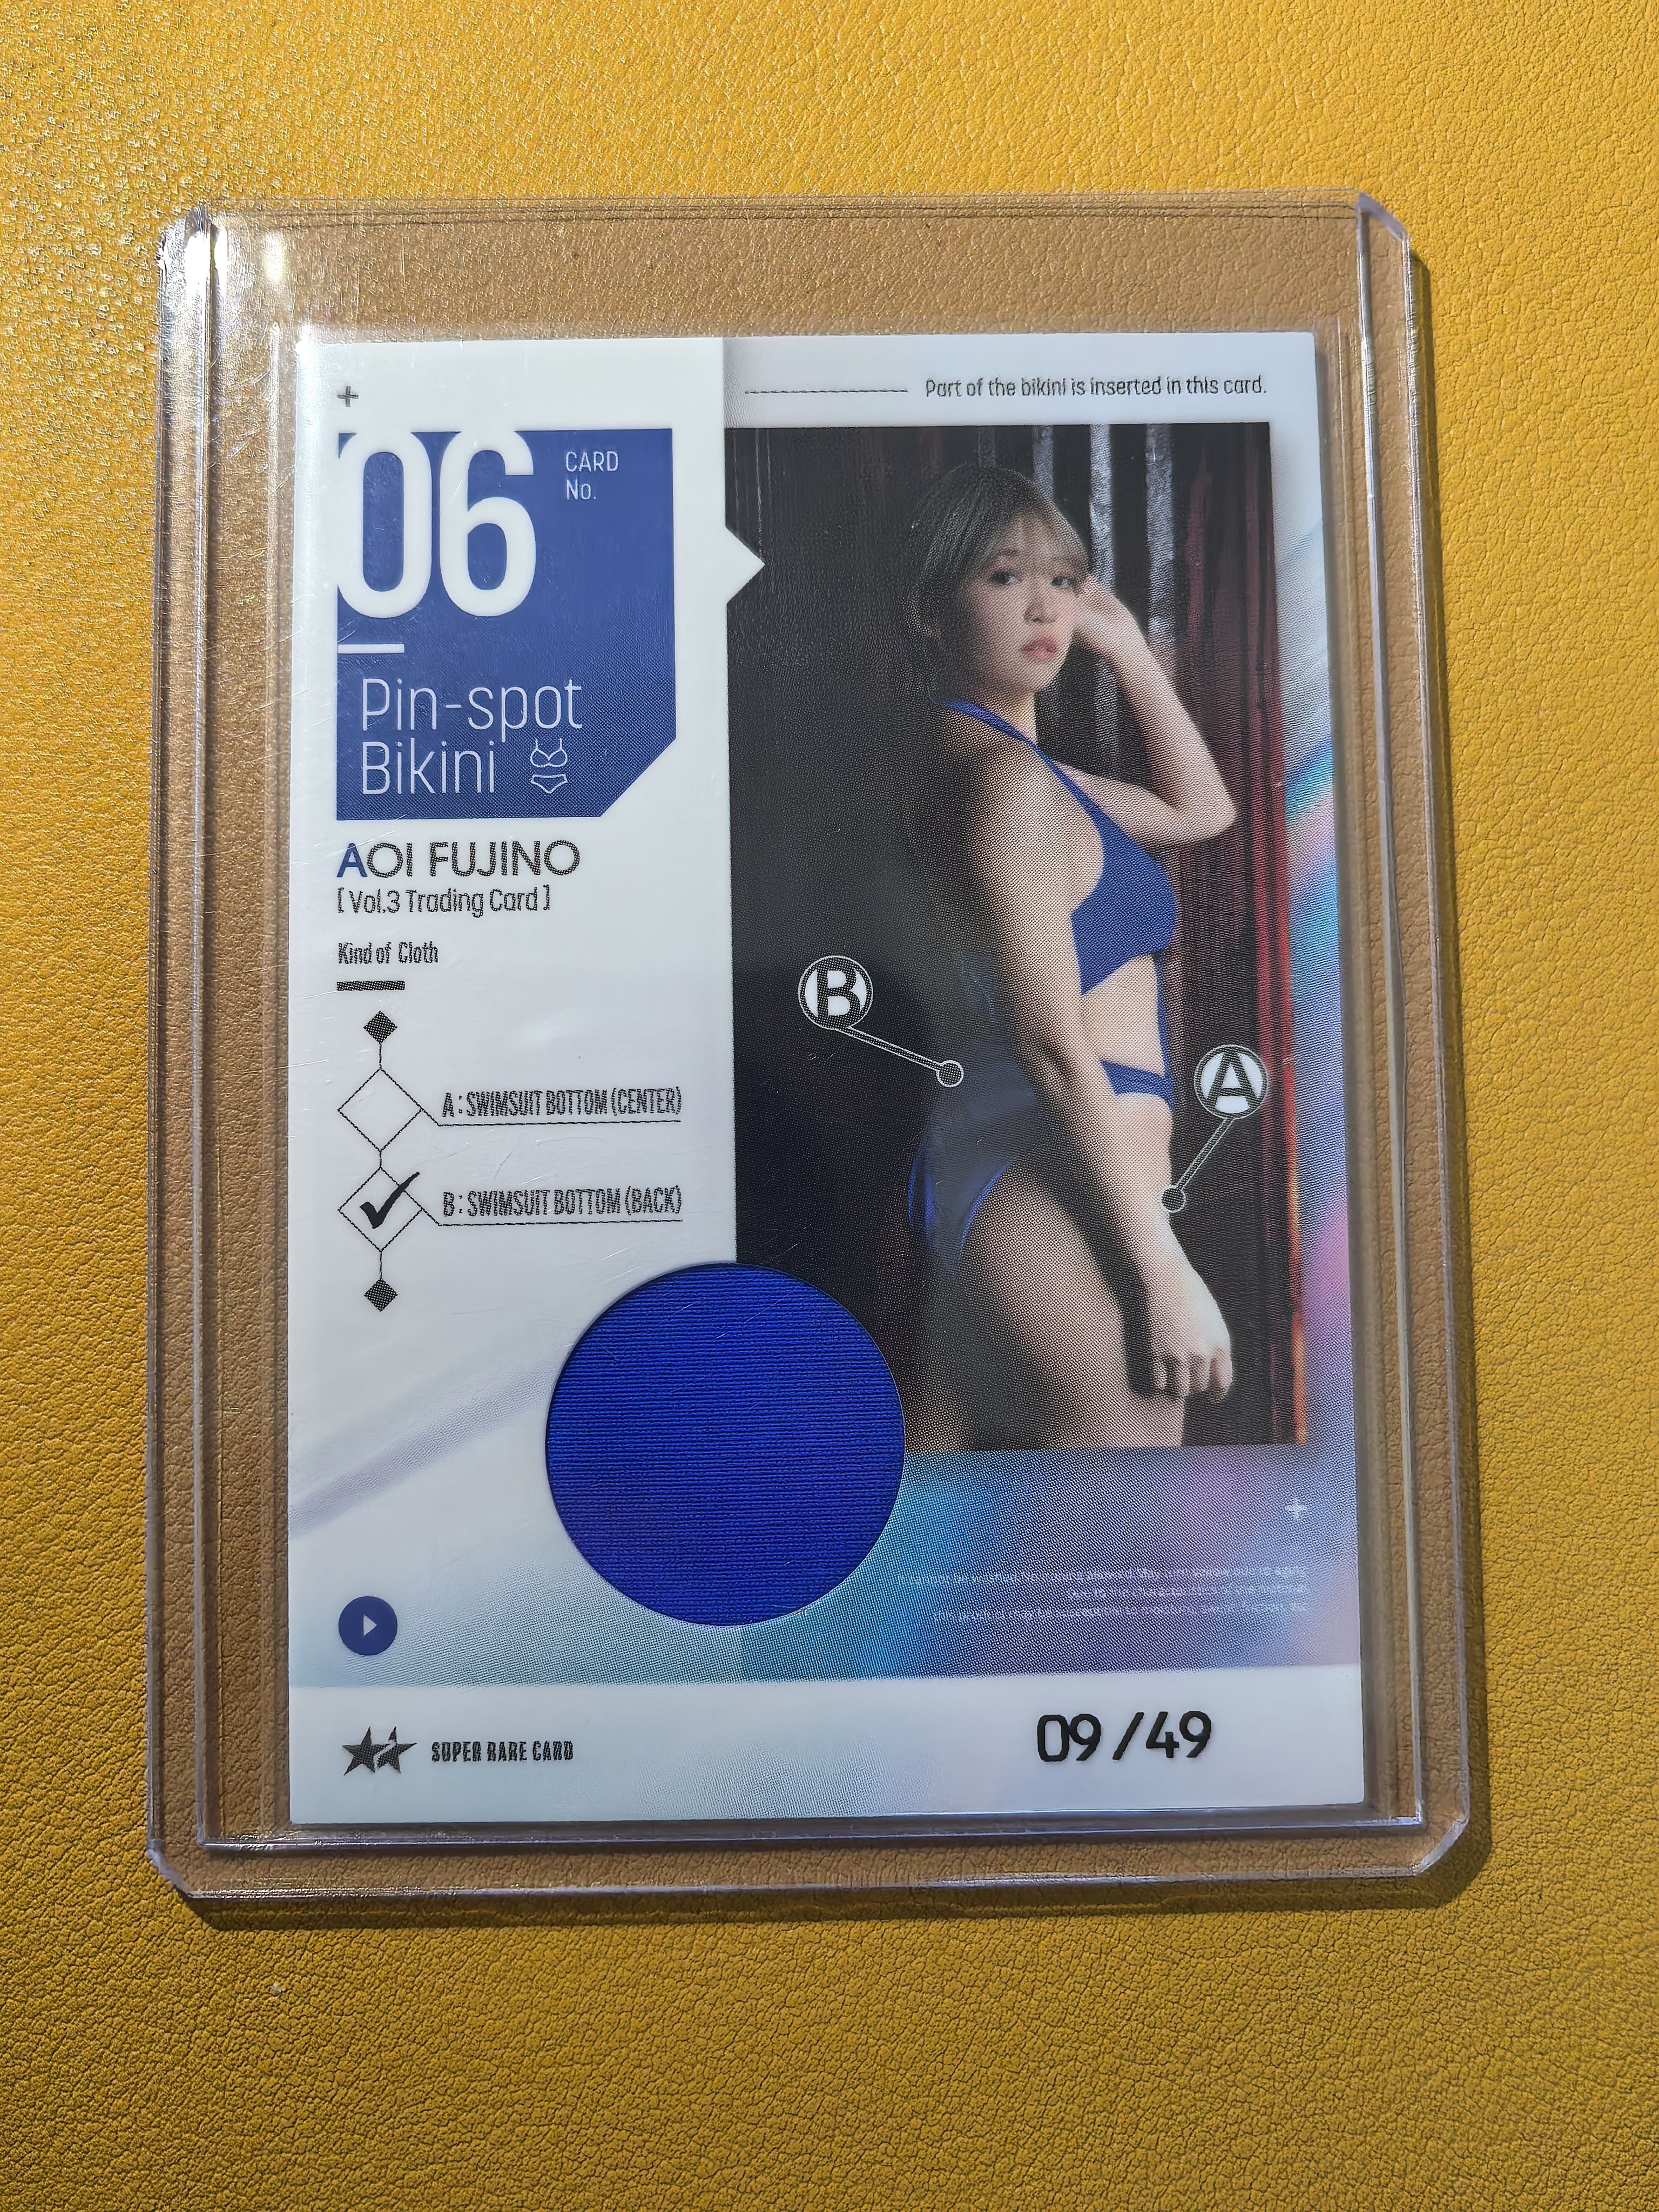 Part of the bikini is inserted in this card.
06
CARD
No.
Pin-spot
Bikini
AOI FUJINO
[ Vol.3 Trading Card ]
Kind of Cloth
A : SWIMSUIT BOTTOM (CENTER)
B : SWIMSUIT BOTTOM (BACK)
B
A
SUPER RARE CARD
09/49